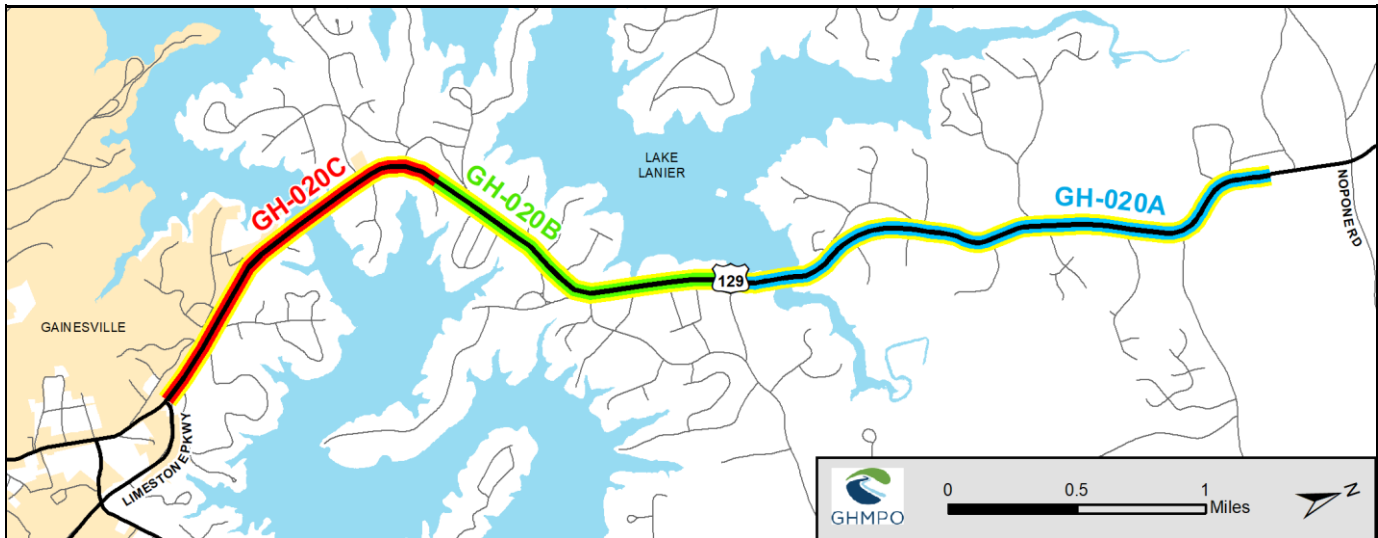 GH-020C
GH-020B
LAKE
LANIER
GH-020A
NOPONE RD
129
GAINESVILLE
LIMESTONE PKWY
GHMPO
0 0.5 1
Miles
N